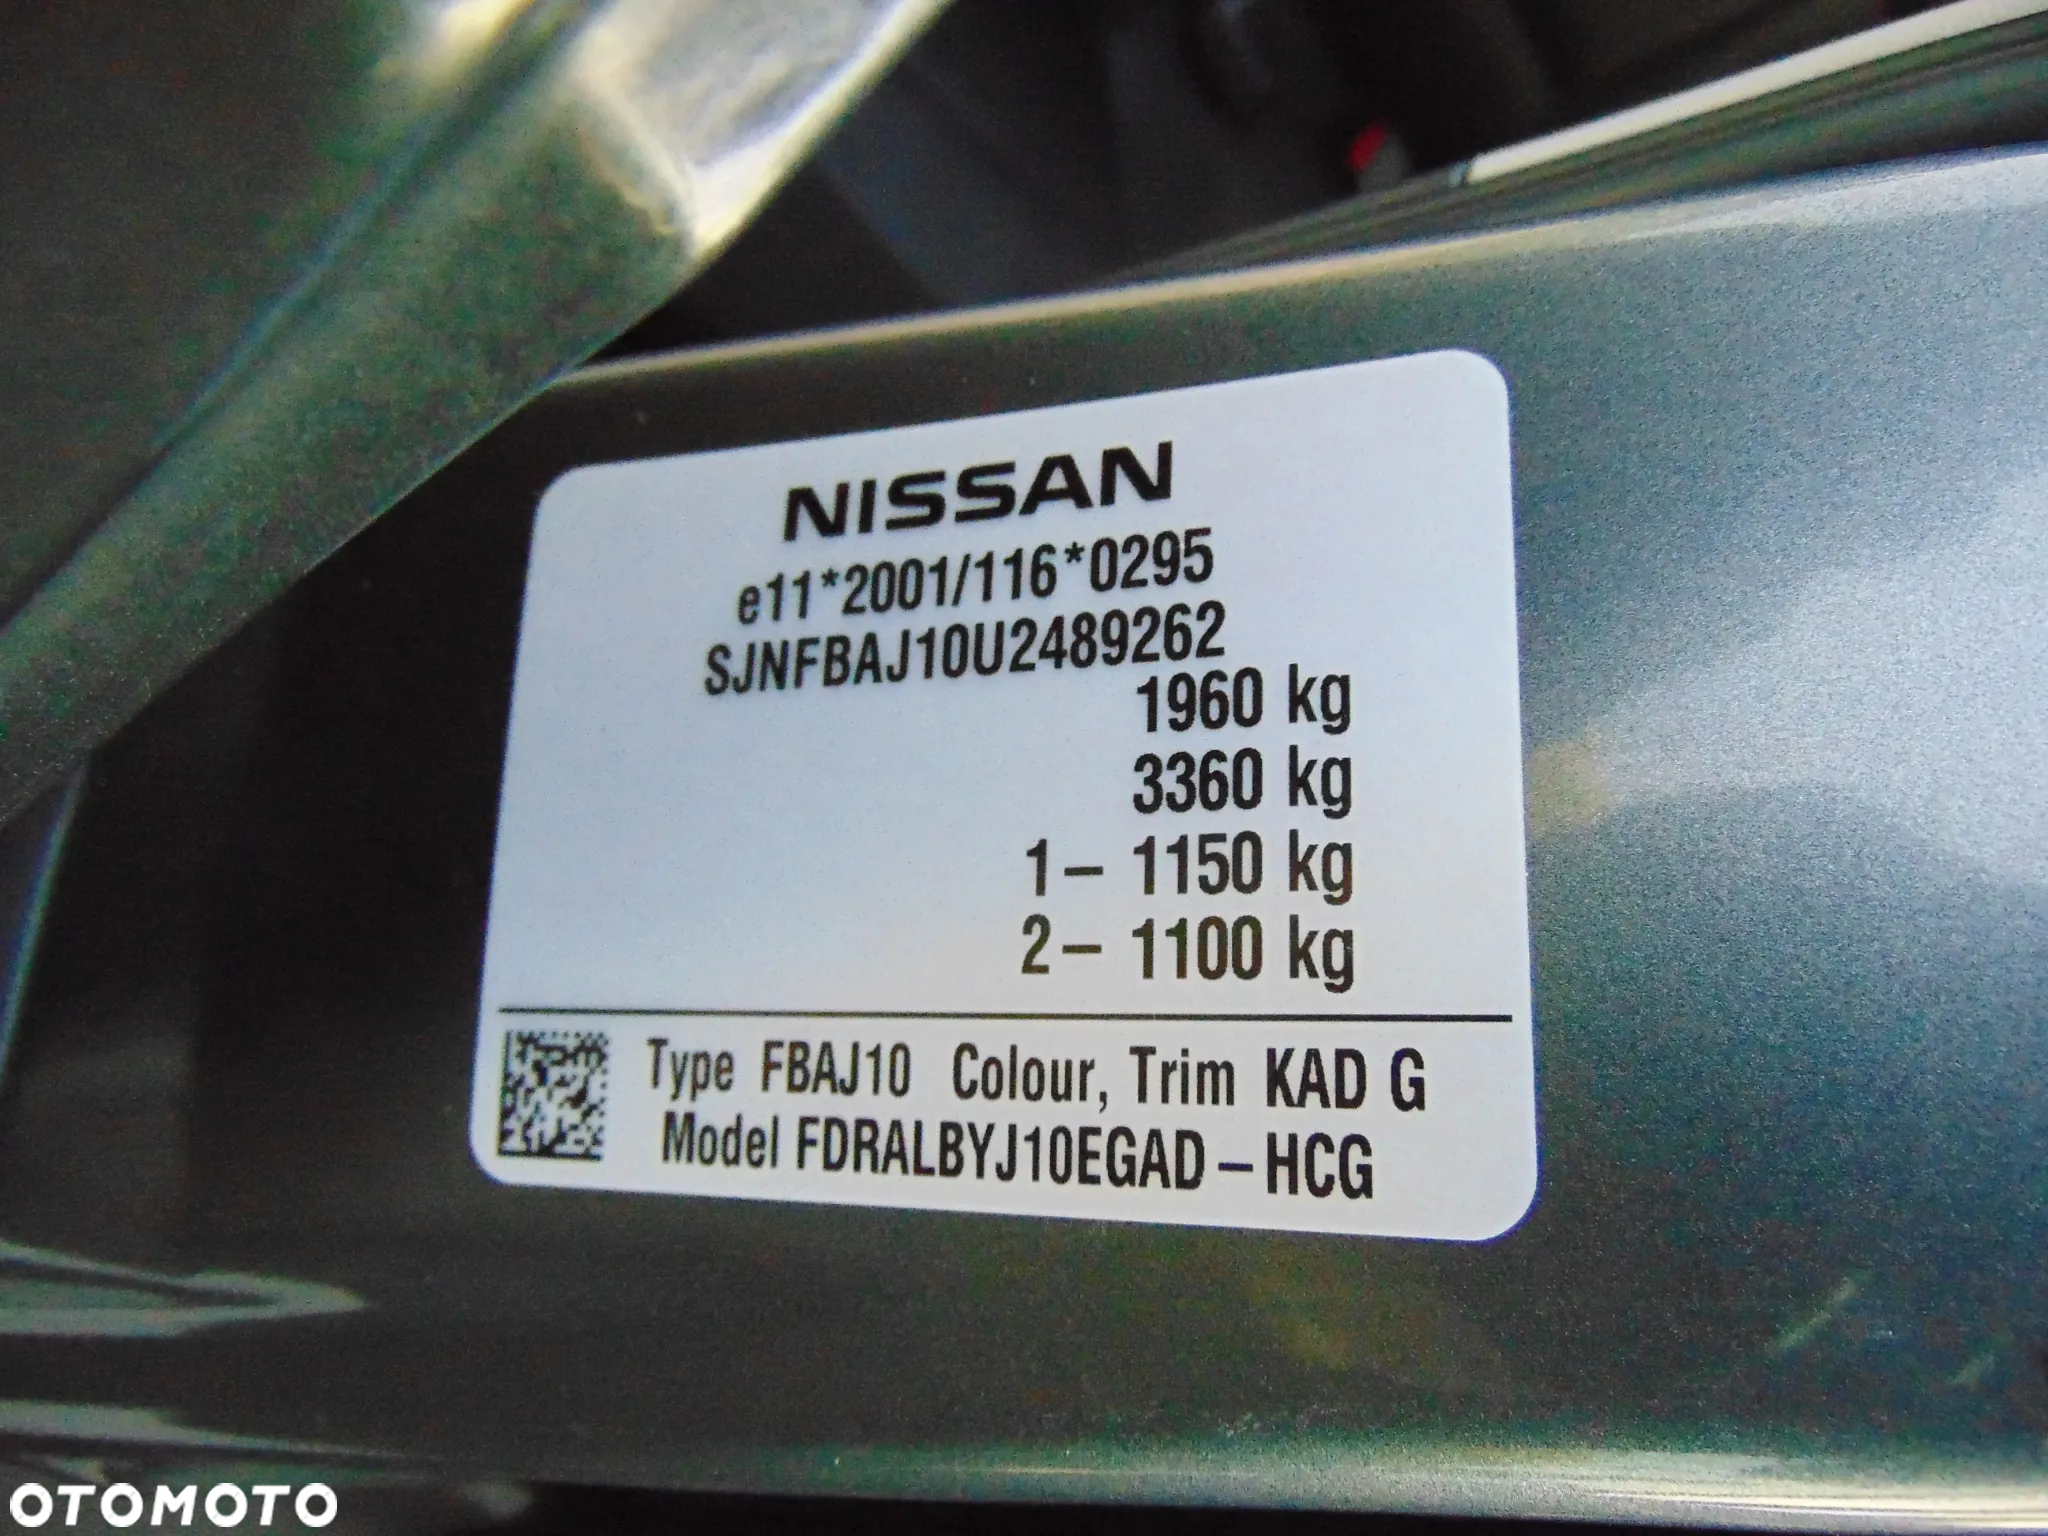 NISSAN
e11*2001/116*0295
SJNFBAJ10U2489262
1960 kg
3360 kg
1– 1150 kg
2– 1100 kg
Type FBAJ10 Colour, Trim KAD G
Model FDRALBYJ10EGAD – HCG
OTOMOTO